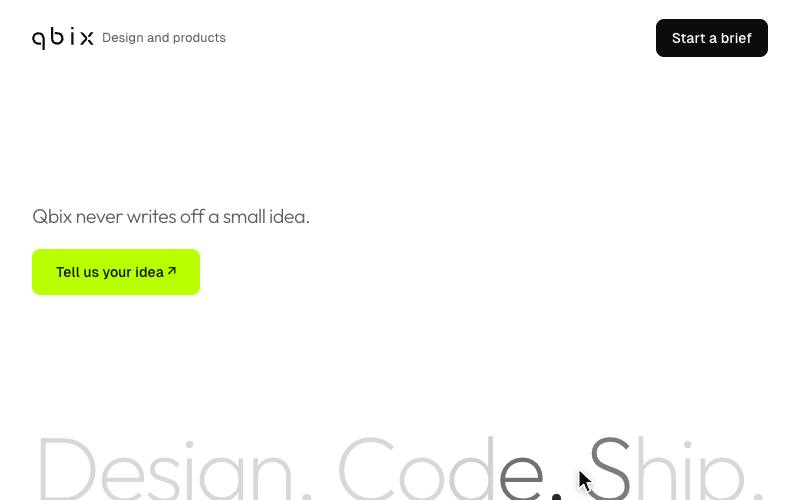 qbix Design and products
Start a brief
Qbix never writes off a small idea.
Tell us your idea ↗
Design. Code. Ship.